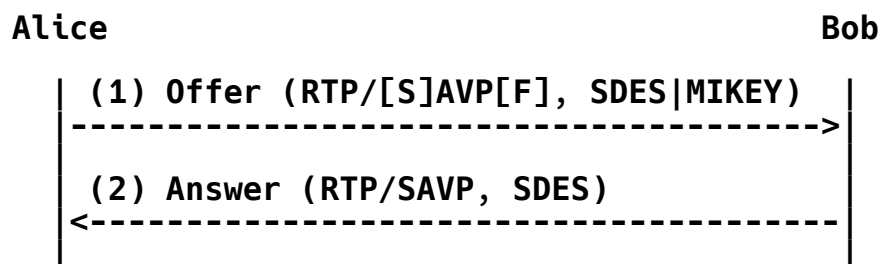 Alice Bob
| (1) Offer (RTP/[S]AVP[F], SDES|MIKEY) |
|--------------------------------------->|
| |
| (2) Answer (RTP/SAVP, SDES) |
|<---------------------------------------|
| |